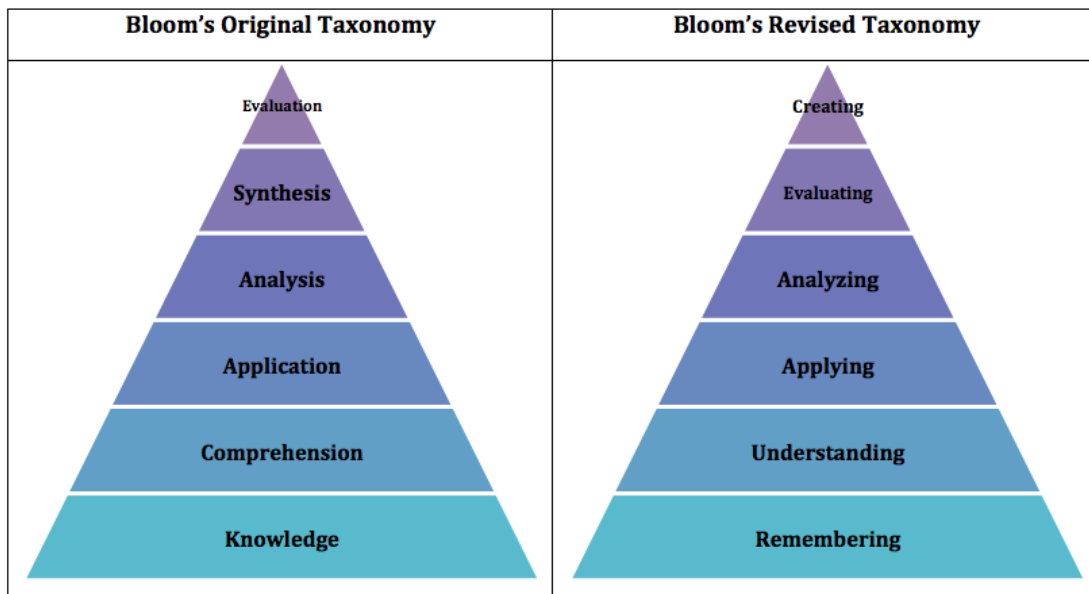 Bloom’s Original Taxonomy
Evaluation
Synthesis
Analysis
Application
Comprehension
Knowledge
Bloom’s Revised Taxonomy
Creating
Evaluating
Analyzing
Applying
Understanding
Remembering